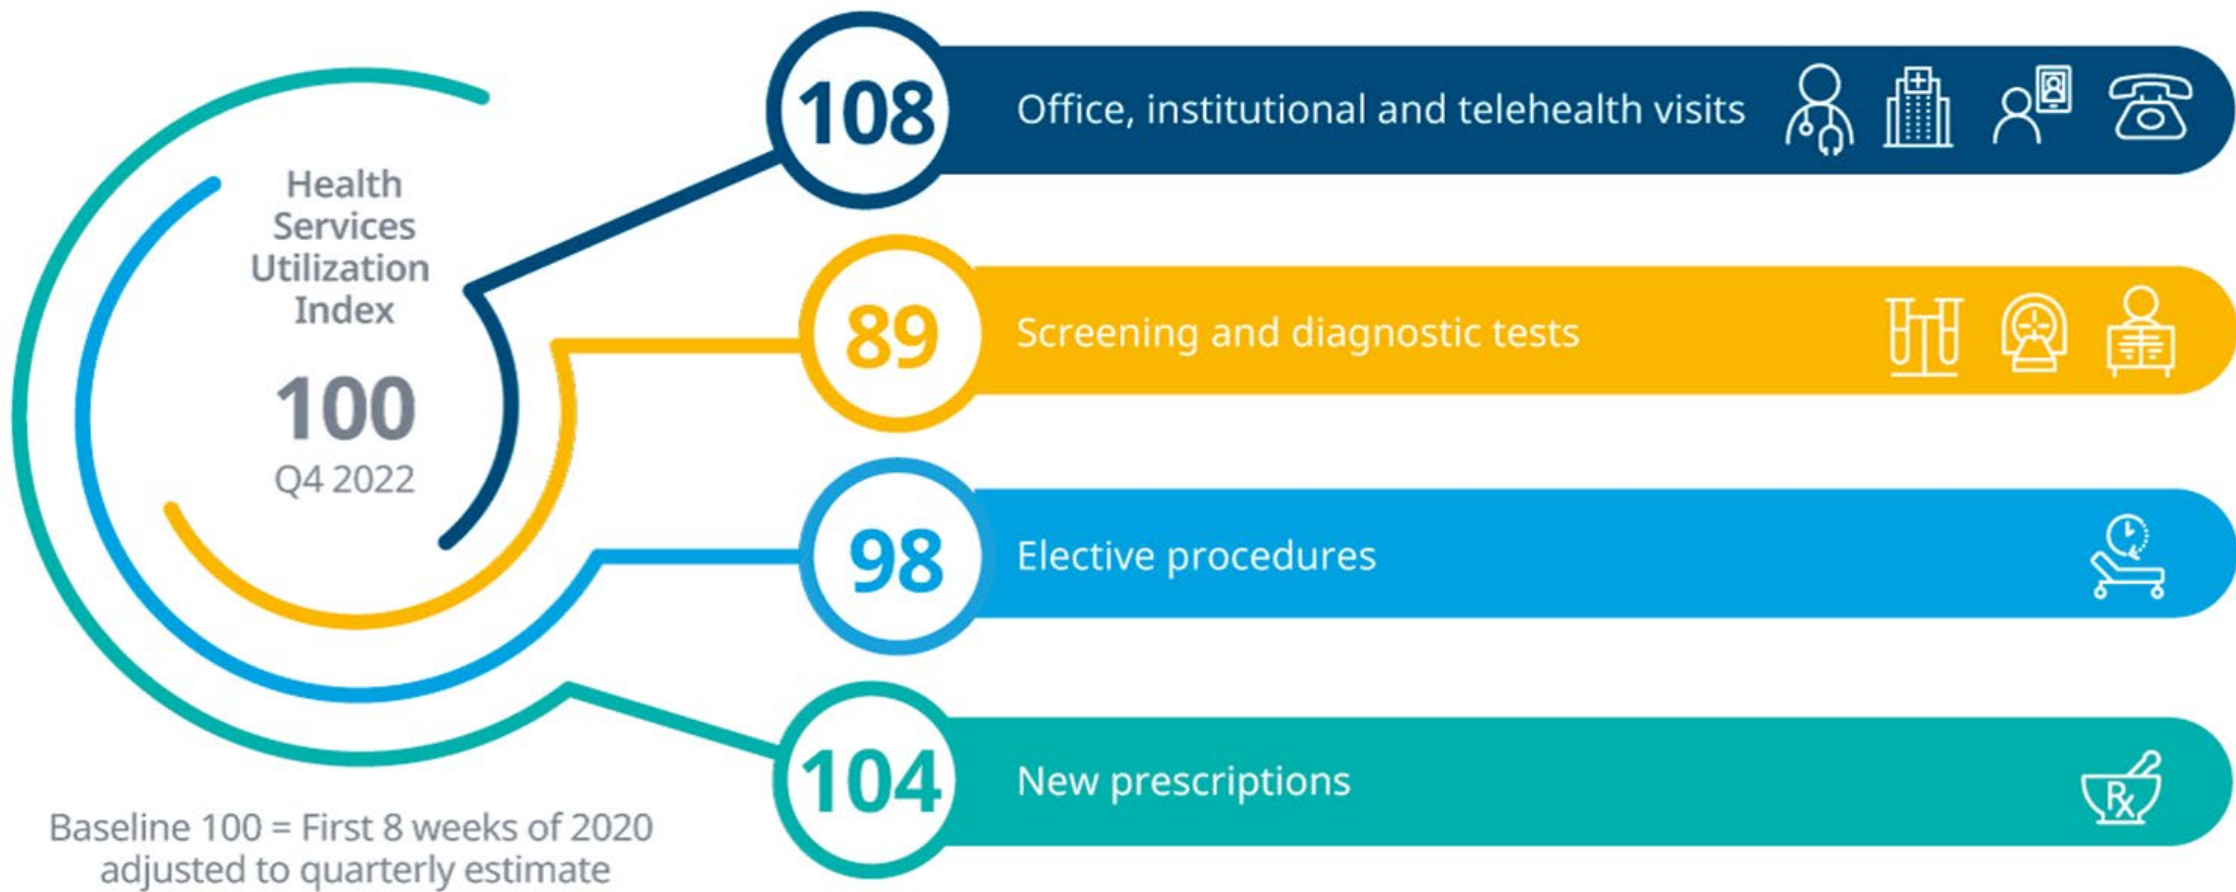 Health
Services
Utilization
Index
100
Q4 2022
Baseline 100 = First 8 weeks of 2020
adjusted to quarterly estimate
108 Office, institutional and telehealth visits
89 Screening and diagnostic tests
98 Elective procedures
104 New prescriptions
Rx